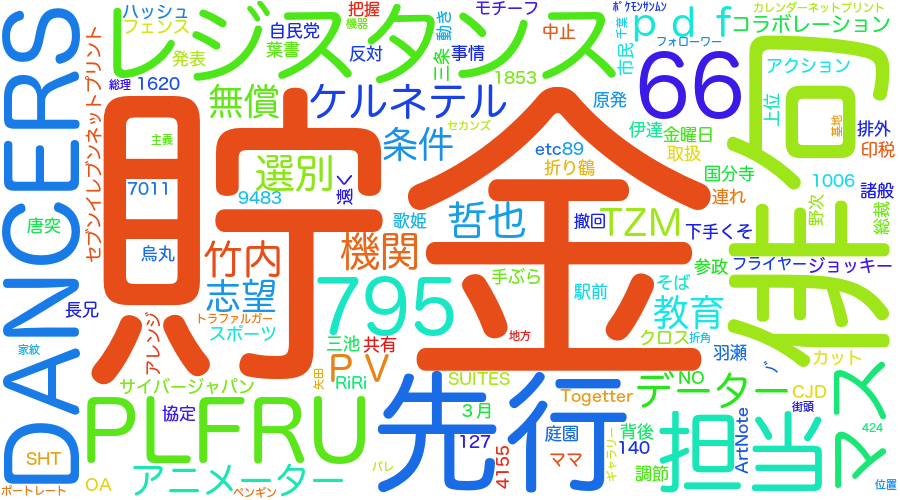 DANCERS
ハッシュ
フェンス
発表
総理
1620
レジスタンス
自民党
葉書
把握
機器
反対
三条
動き
モチーフ
事情
1853
中止
ポケモンサンムン
千葉
市民
フォローワー
pdf
カレンダーネットプリント
コラボレーション
アクション
セブンイレブンネットプリント
貯金
主義
7011
烏丸
無償
選別
9483
遠く
ケルネテル
条件
セカンズ
歌姫
哲也
etc89
折り鶴
原発
66
伊達
金曜日
取扱
撤回
TZM
連れ
国分寺
下手くそ
俳句
上位
基地
排外
印税
1006
諸般
野次
総裁
唐突
長兄
家紋
竹内
志望
トラファルガー
スポーツ
アレンジ
機関
795
三池
共有
PV
RiRi
矢田
手ぶら
駅前
地方
そば
教育
参政
フライヤー
ジョッキー
クロス
折角
羽瀬
カット
サイバージャパン
PLFRU
協定
SHT
OA
ポートレート
アニメーター
ペンギン
バレ
先行
SUITES
3月
127
4155
Togetter
庭園
ママ
ギャラリー
データー
NO
背後
140
調節
担当
ArtNote
CJD
街頭
マス
424
位置